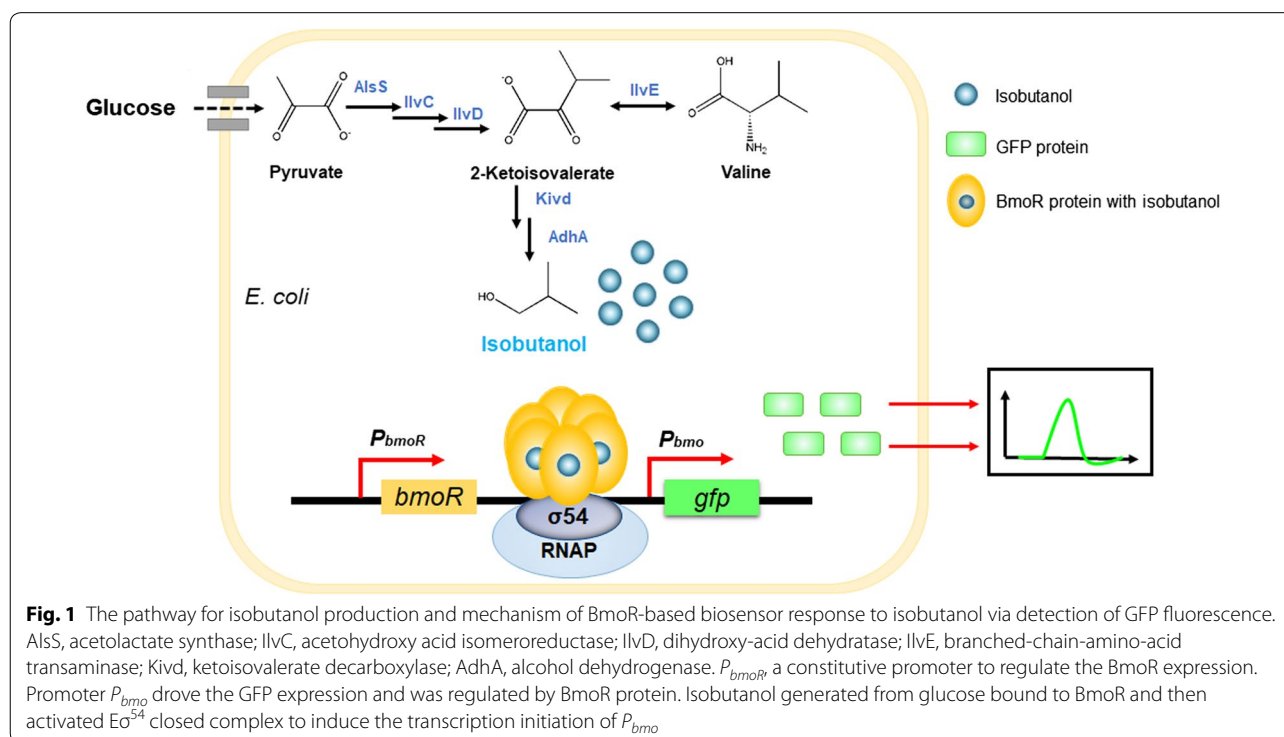 Glucose
AlsS
IlvC
IlvD
IlvE
O
O
O⁻
⁻O
O
O
OH
O
NH₂
Pyruvate
2-Ketoisovalerate
Valine
Isobutanol
GFP protein
BmoR protein with isobutanol
Kivd
AdhA
HO
Isobutanol
E. coli
PbmoR
Pbmo
bmoR
gfp
σ54
RNAP
Fig. 1 The pathway for isobutanol production and mechanism of BmoR-based biosensor response to isobutanol via detection of GFP fluorescence.
AlsS, acetolactate synthase; IlvC, acetohydroxy acid isomeroreductase; IlvD, dihydroxy-acid dehydratase; IlvE, branched-chain-amino-acid
transaminase; Kivd, ketoisovalerate decarboxylase; AdhA, alcohol dehydrogenase. PbmoR, a constitutive promoter to regulate the BmoR expression.
Promoter Pbmo drove the GFP expression and was regulated by BmoR protein. Isobutanol generated from glucose bound to BmoR and then
activated Eσ⁵⁴ closed complex to induce the transcription initiation of Pbmo